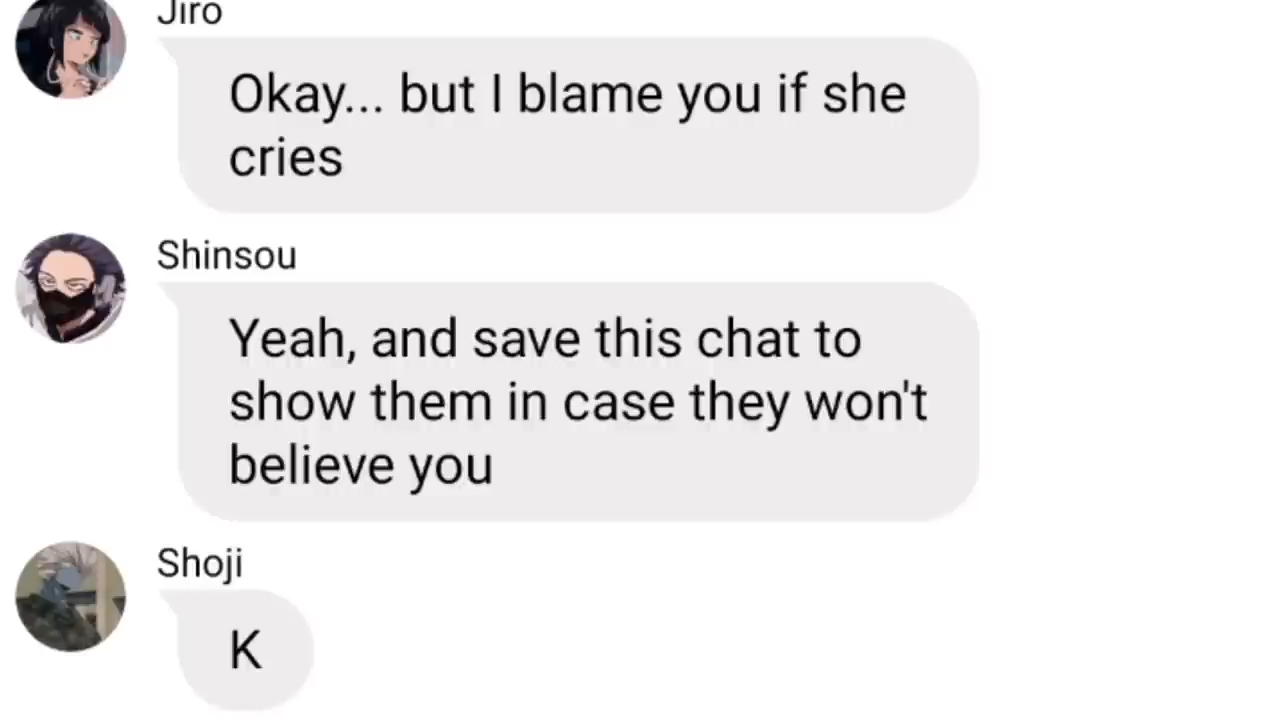 Jiro
Okay... but I blame you if she
cries
Shinsou
Yeah, and save this chat to
show them in case they won't
believe you
Shoji
K